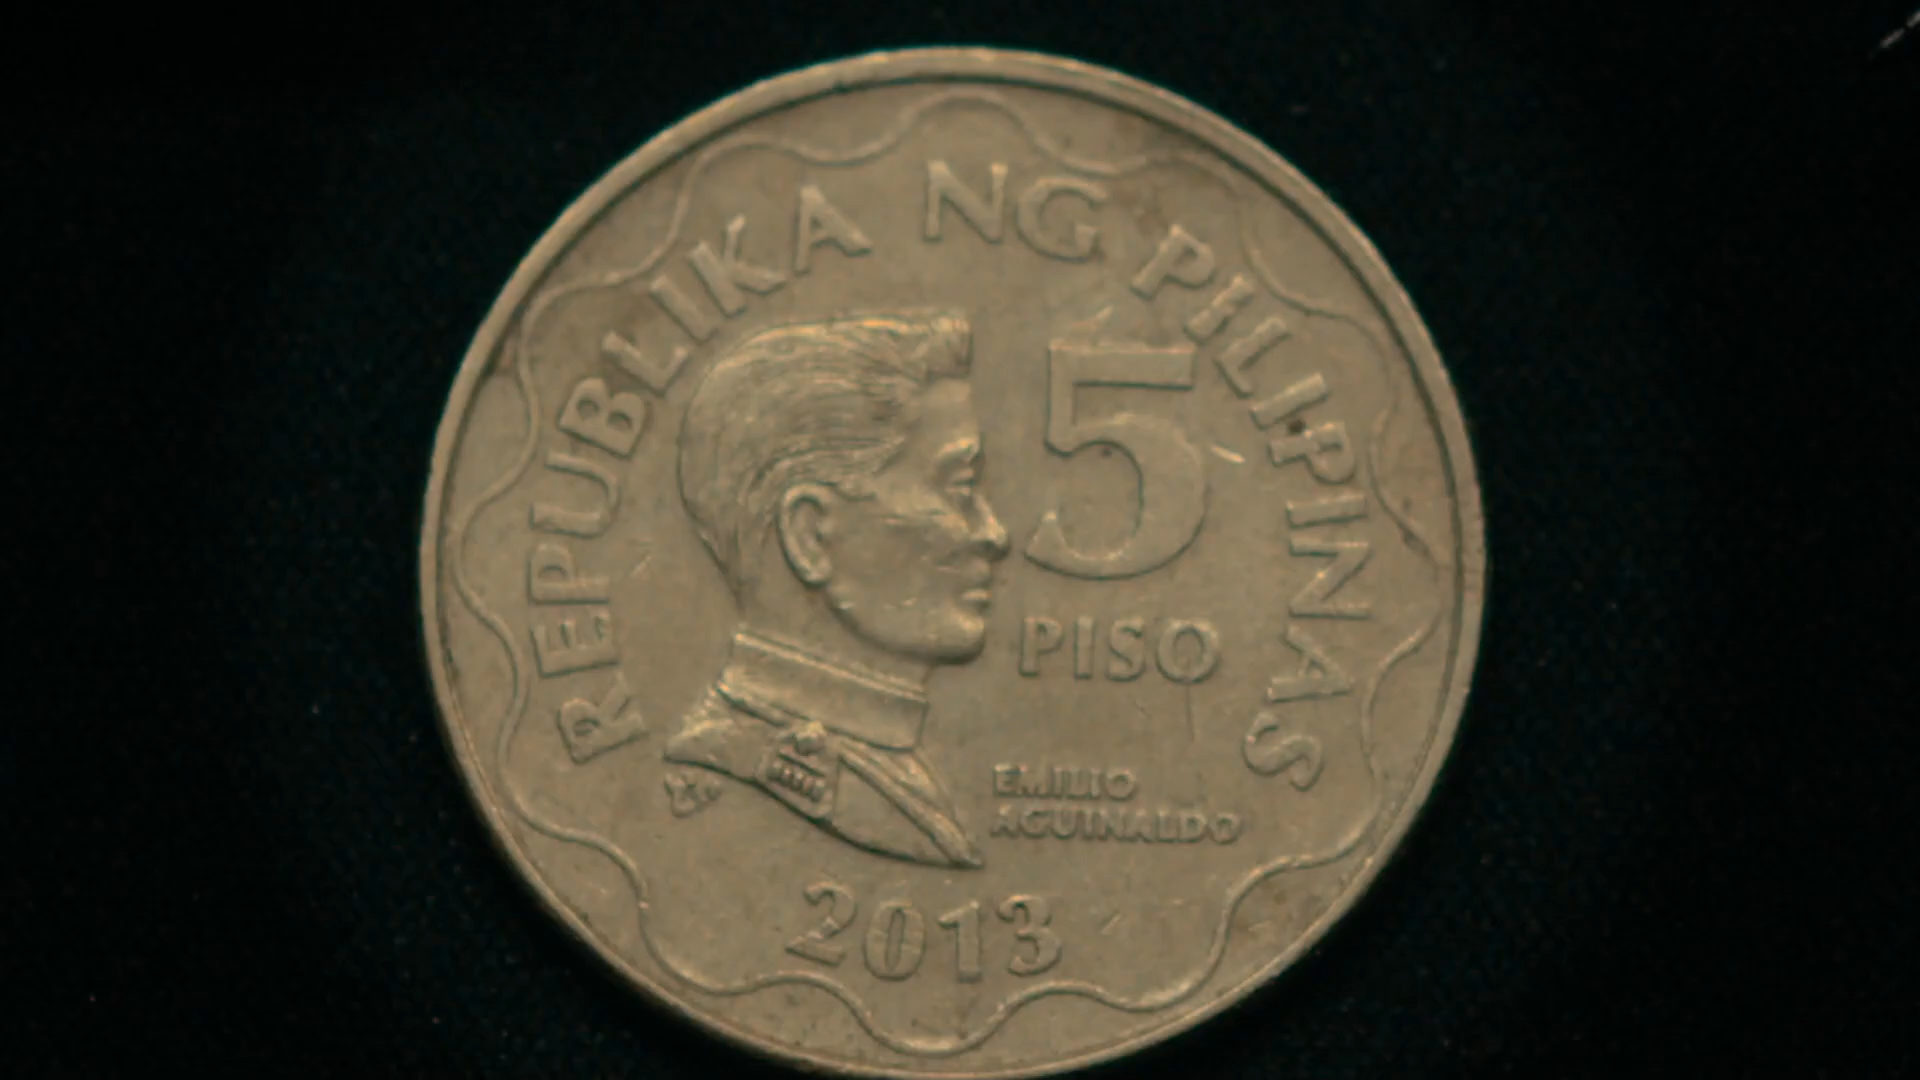 REPUBLIKA NG PILIPINAS
5
PISO
EMILIO
AGUINALDO
2013